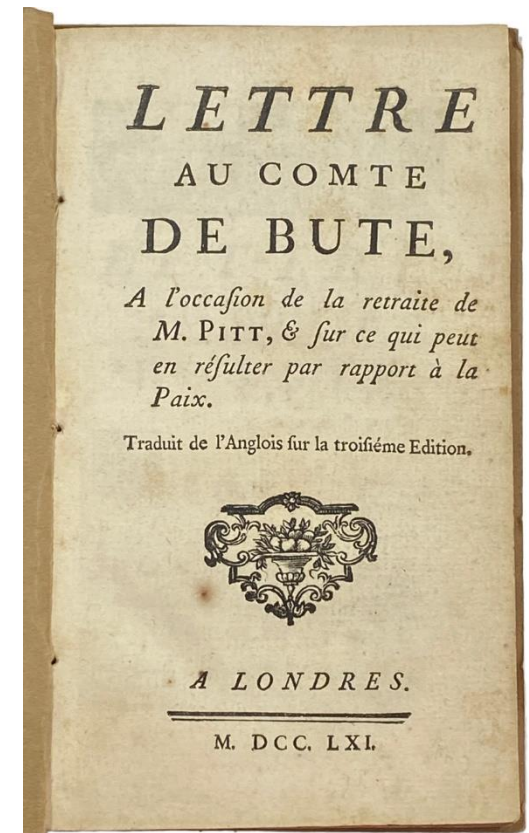 LETTRE
AU COMTE
DE BUTE,
A l'occaſion de la retraite de
M. PITT, & ſur ce qui peut
en réſulter par rapport à la
Paix.
Traduit de l'Anglois ſur la troiſiéme Edition.
A LONDRES.
M. DCC. LXI.